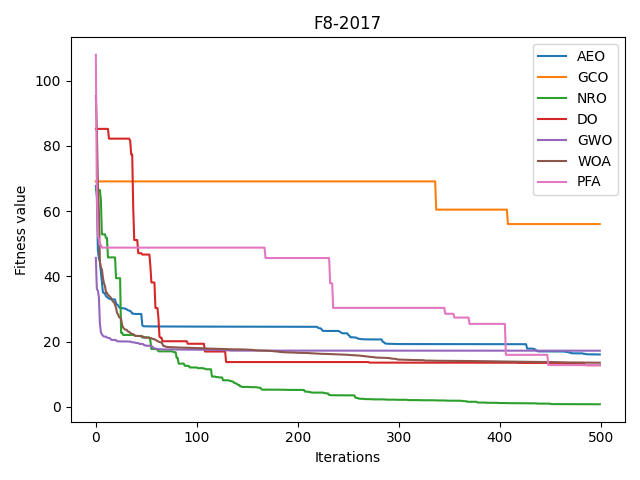 F8-2017
Fitness value
100
80
60
40
20
0
0 100 200 300 400 500
Iterations
AEO
GCO
NRO
DO
GWO
WOA
PFA